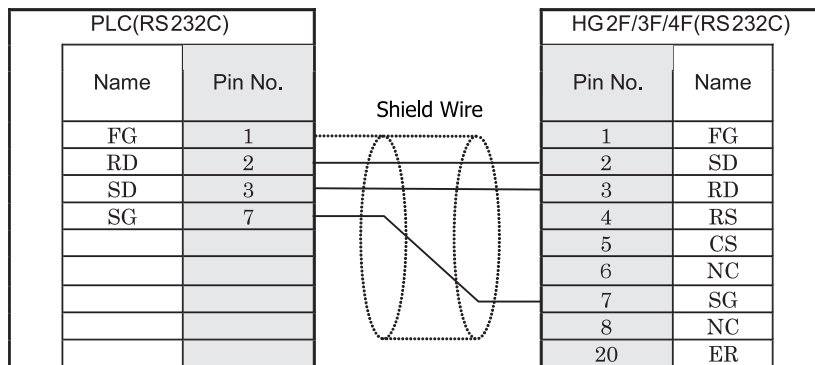 PLC(RS232C) HG2F/3F/4F(RS232C)
Name Pin No. Pin No. Name
Shield Wire
FG 1 1 FG
RD 2 2 SD
SD 3 3 RD
SG 7 4 RS
5 CS
6 NC
7 SG
8 NC
20 ER